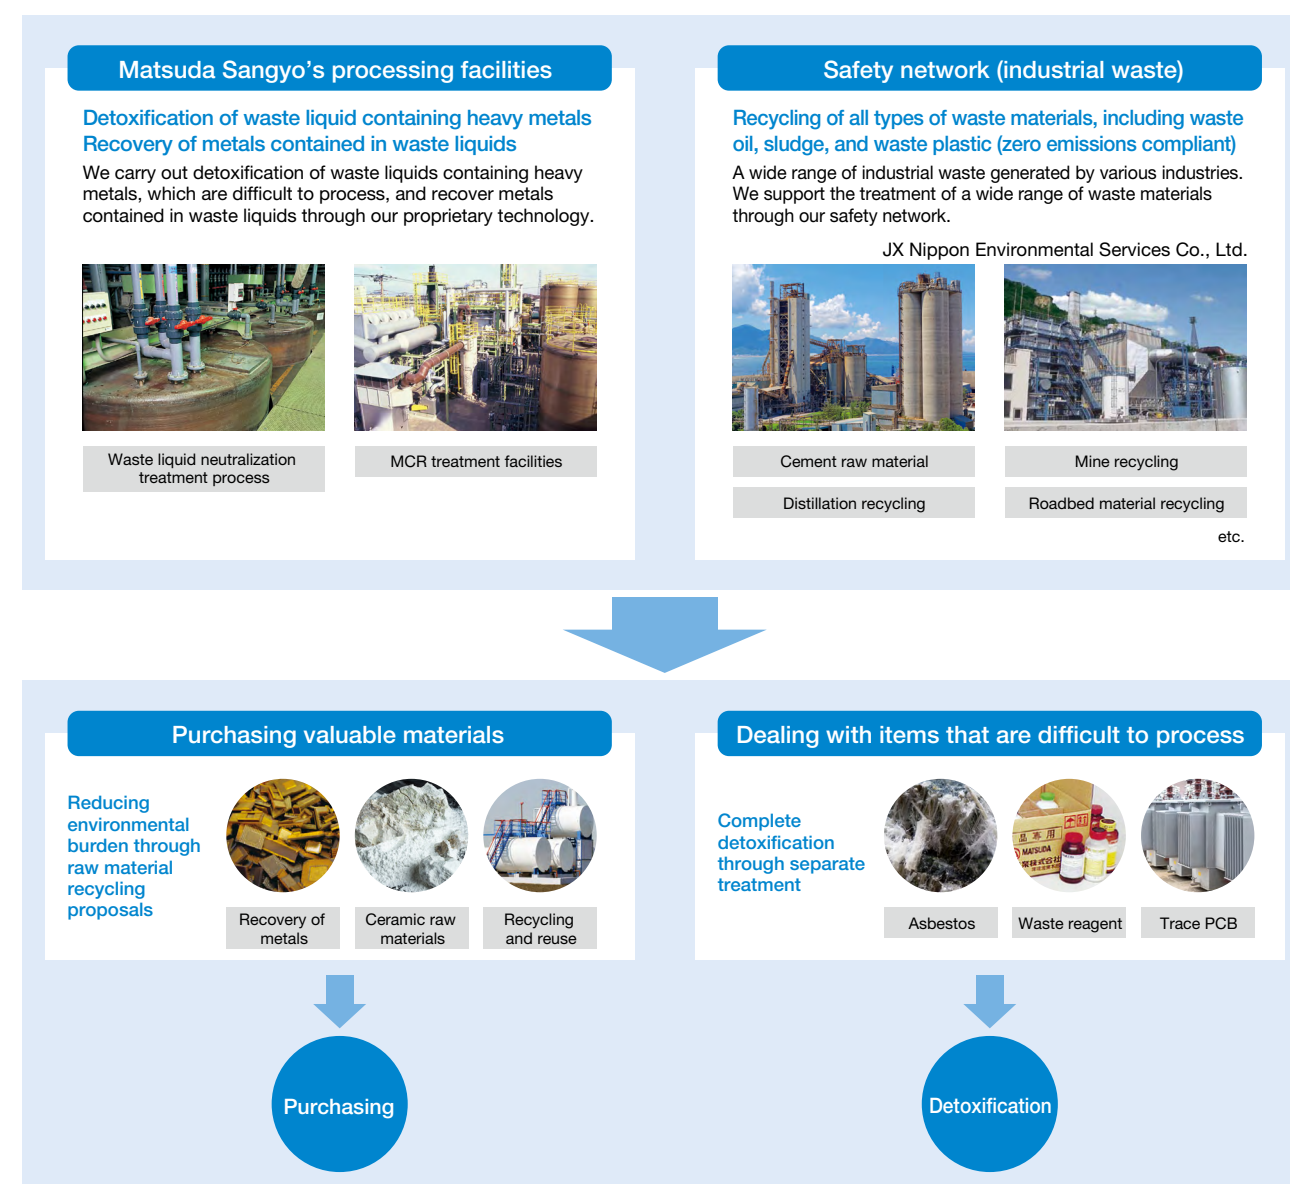 Matsuda Sangyo’s processing facilities
Detoxification of waste liquid containing heavy metals
Recovery of metals contained in waste liquids
We carry out detoxification of waste liquids containing heavy
metals, which are difficult to process, and recover metals
contained in waste liquids through our proprietary technology.
Waste liquid neutralization
treatment process
MCR treatment facilities
Safety network (industrial waste)
Recycling of all types of waste materials, including waste
oil, sludge, and waste plastic (zero emissions compliant)
A wide range of industrial waste generated by various industries.
We support the treatment of a wide range of waste materials
through our safety network.
JX Nippon Environmental Services Co., Ltd.
Cement raw material
Mine recycling
Distillation recycling
Roadbed material recycling
etc.
Purchasing valuable materials
Reducing
environmental
burden through
raw material
recycling
proposals
Recovery of
metals
Ceramic raw
materials
Recycling
and reuse
Purchasing
Dealing with items that are difficult to process
Complete
detoxification
through separate
treatment
MATSUDA
Asbestos
Waste reagent
Trace PCB
Detoxification